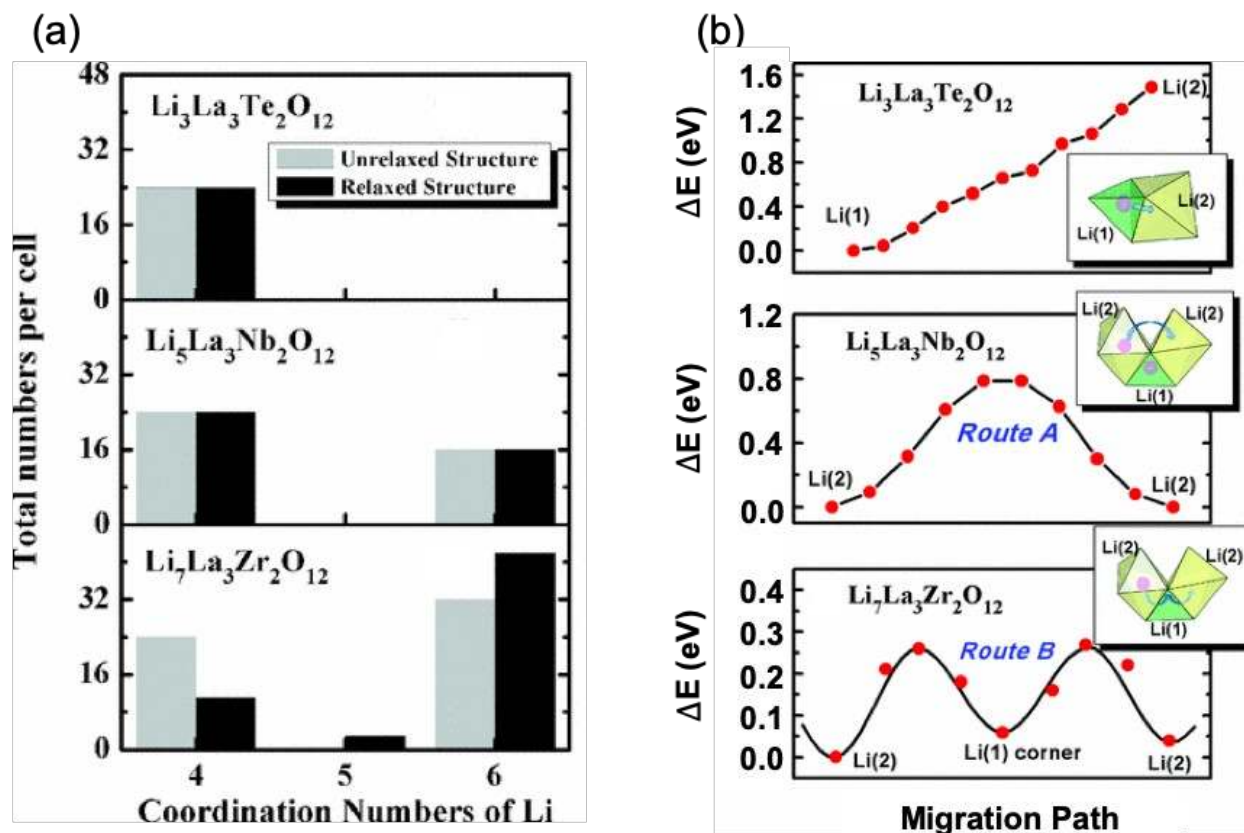 (a)
48
32
16
0
Li₃La₃Te₂O₁₂
Unrelaxed Structure
Relaxed Structure
32
16
0
Li₅La₃Nb₂O₁₂
32
16
0
Li₇La₃Zr₂O₁₂
4
5
6
Total numbers per cell
Coordination Numbers of Li
(b)
1.6
1.2
0.8
0.4
0.0
ΔE (eV)
Li₃La₃Te₂O₁₂
Li(1)
Li(2)
Li(2)
Li(1)
1.2
0.8
0.4
0.0
ΔE (eV)
Li₅La₃Nb₂O₁₂
Route A
Li(2)
Li(2)
Li(2)
Li(2)
Li(1)
0.4
0.3
0.2
0.1
0.0
ΔE (eV)
Li₇La₃Zr₂O₁₂
Route B
Li(2)
Li(1) corner
Li(2)
Li(2)
Li(2)
Li(1)
Migration Path